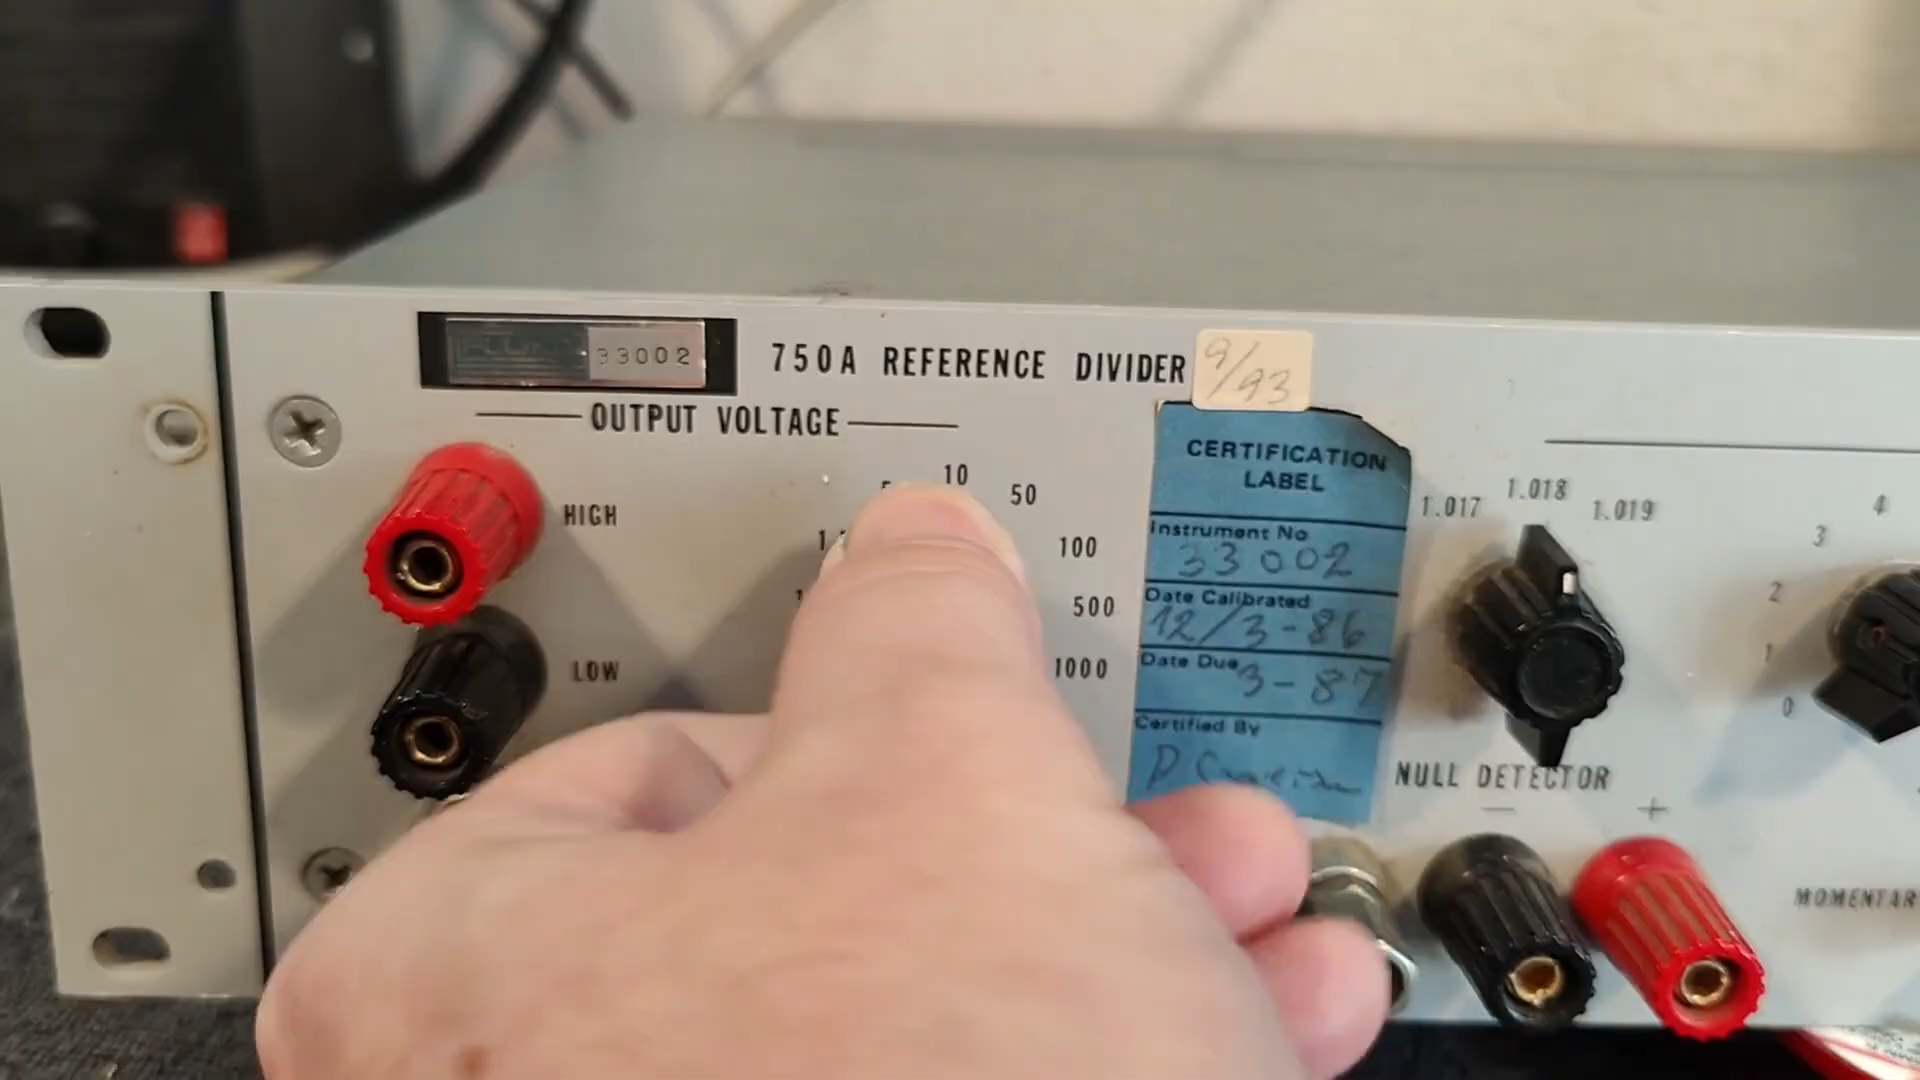 33002
750A REFERENCE DIVIDER
9/93
OUTPUT VOLTAGE
HIGH
LOW
10
50
100
500
1000
CERTIFICATION
LABEL
Instrument No
33002
Date Calibrated
12/3-86
Date Due
3-87
Certified By
1.017
1.018
1.019
NULL DETECTOR
- +
4
3
2
1
0
MOMENTAR